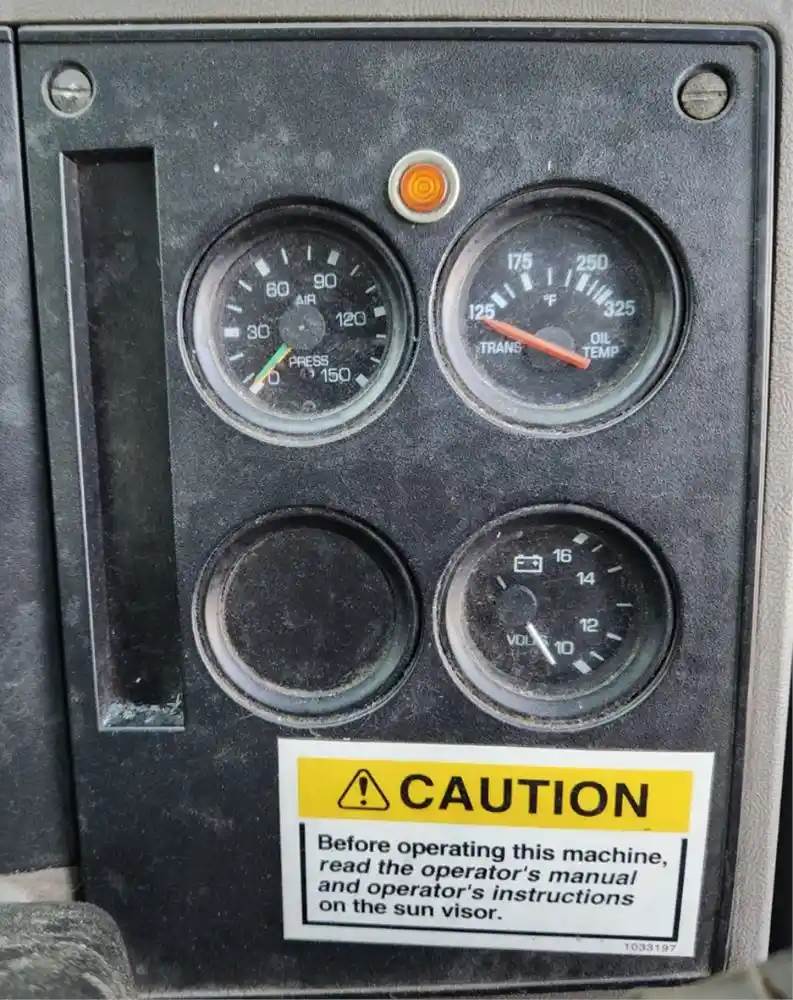 60 90
AIR
30 120
PRESS
0 150
175 250
°F
125 325
TRANS OIL
TEMP
16
14
12
VOLTS
10
CAUTION
Before operating this machine,
read the operator's manual
and operator's instructions
on the sun visor.
1033197